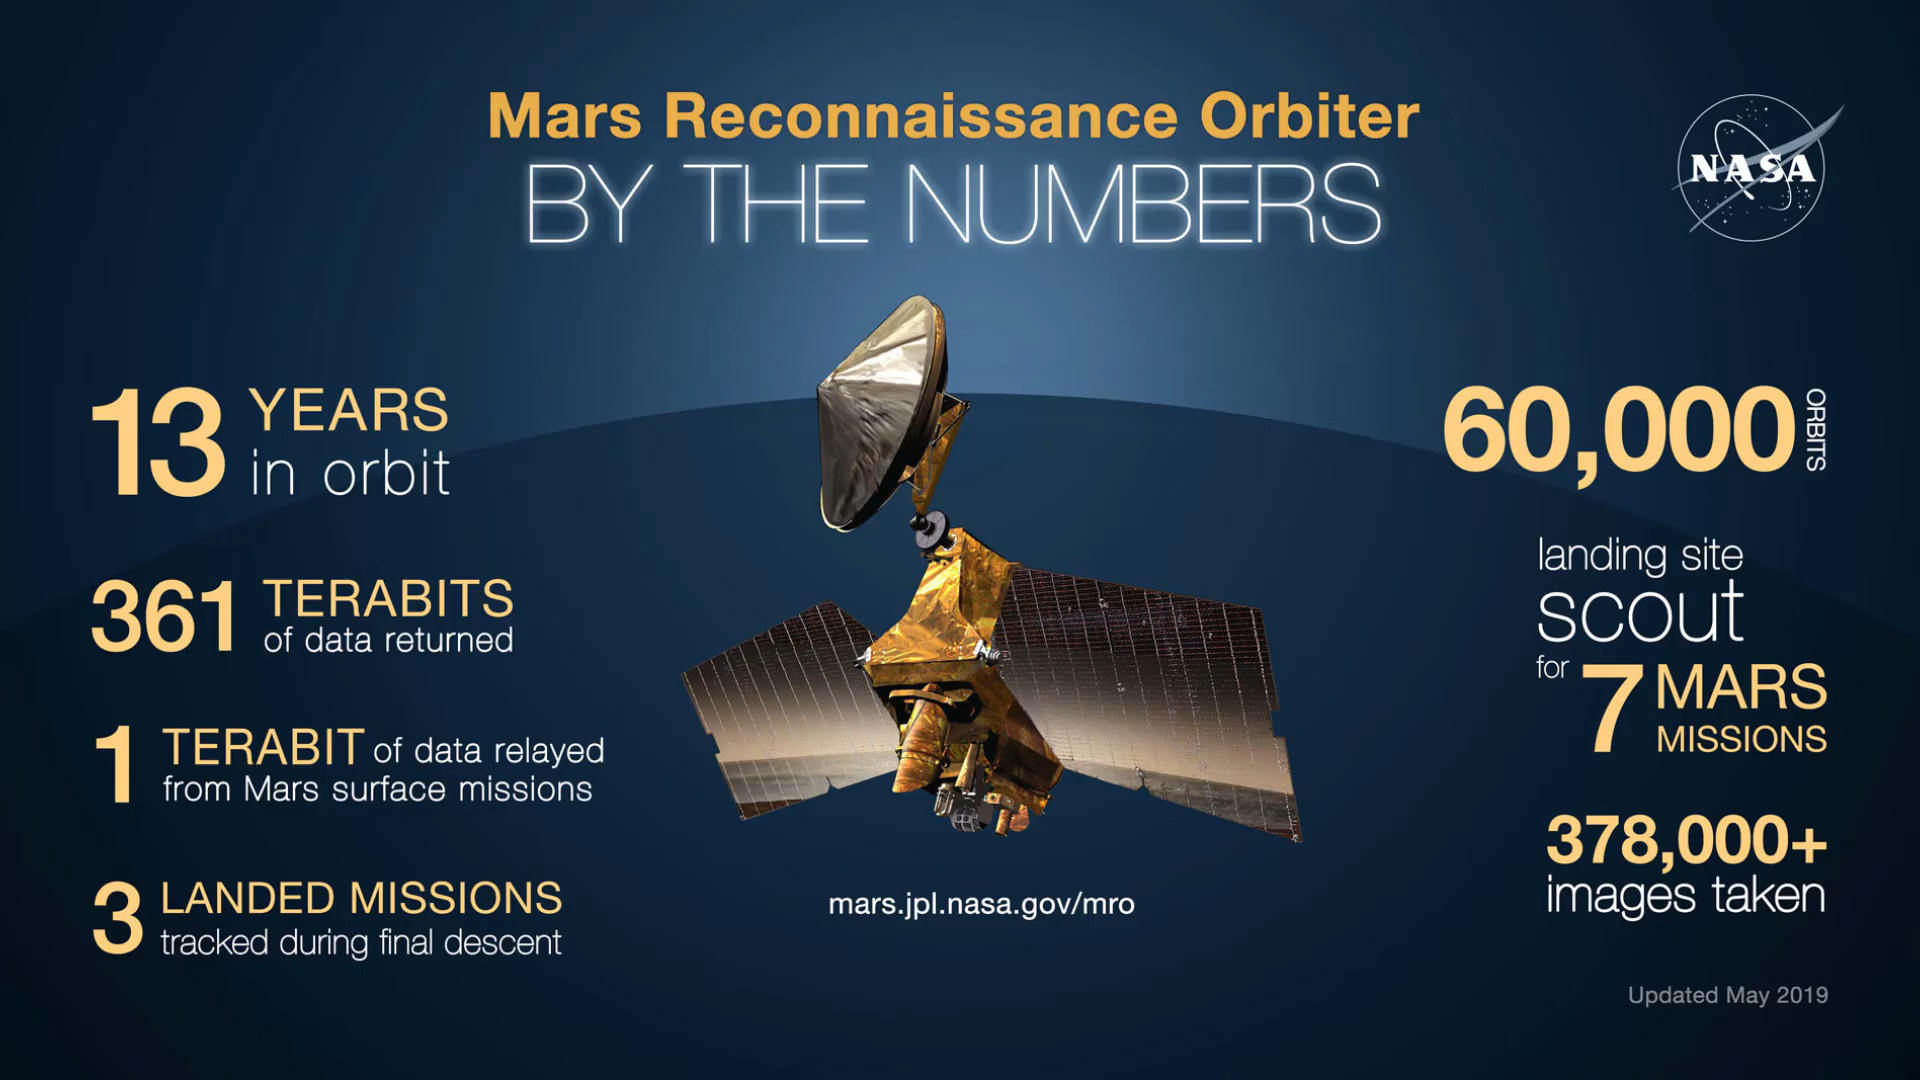 Mars Reconnaissance Orbiter
BY THE NUMBERS
NASA
13 YEARS
in orbit
361 TERABITS
of data returned
1 TERABIT of data relayed
from Mars surface missions
3 LANDED MISSIONS
tracked during final descent
mars.jpl.nasa.gov/mro
60,000 ORBITS
landing site
scout
for 7 MARS
MISSIONS
378,000+
images taken
Updated May 2019